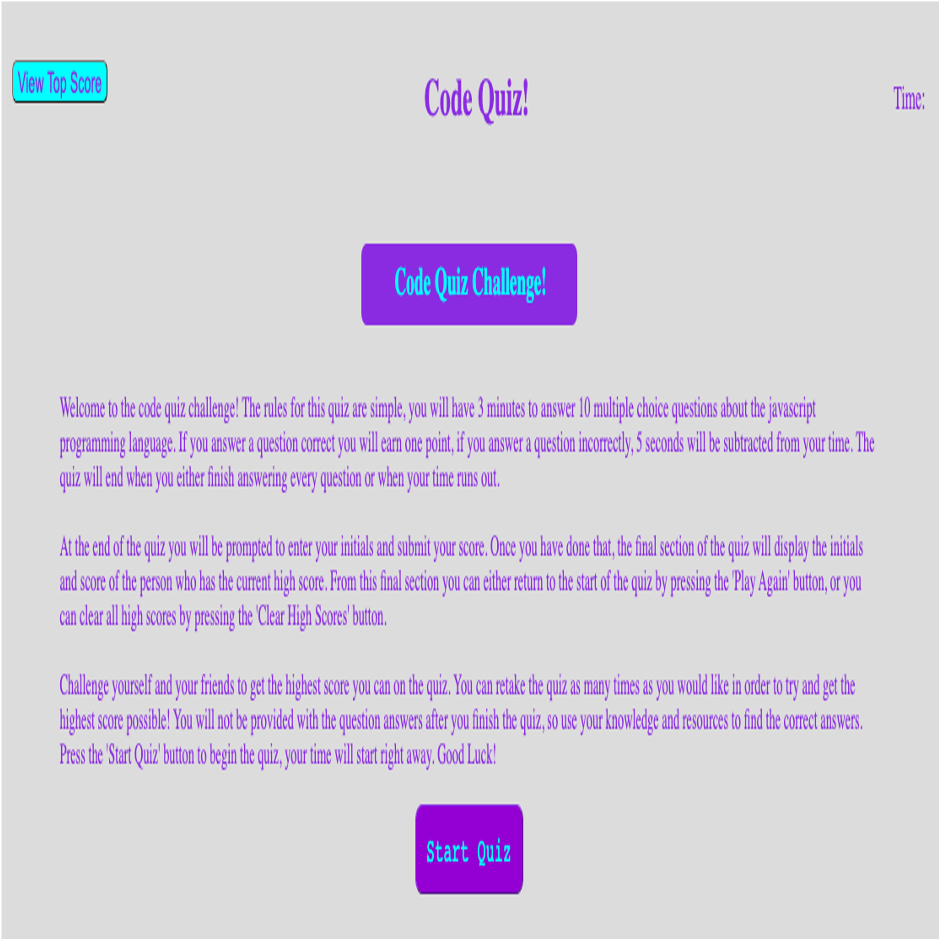 View Top Score
Code Quiz!
Time:
Code Quiz Challenge!
Welcome to the code quiz challenge! The rules for this quiz are simple, you will have 3 minutes to answer 10 multiple choice questions about the javascript
programming language. If you answer a question correct you will earn one point, if you answer a question incorrectly, 5 seconds will be subtracted from your time. The
quiz will end when you either finish answering every question or when your time runs out.
At the end of the quiz you will be prompted to enter your initials and submit your score. Once you have done that, the final section of the quiz will display the initials
and score of the person who has the current high score. From this final section you can either return to the start of the quiz by pressing the 'Play Again' button, or you
can clear all high scores by pressing the 'Clear High Scores' button.
Challenge yourself and your friends to get the highest score you can on the quiz. You can retake the quiz as many times as you would like in order to try and get the
highest score possible! You will not be provided with the question answers after you finish the quiz, so use your knowledge and resources to find the correct answers.
Press the 'Start Quiz' button to begin the quiz, your time will start right away. Good Luck!
Start Quiz